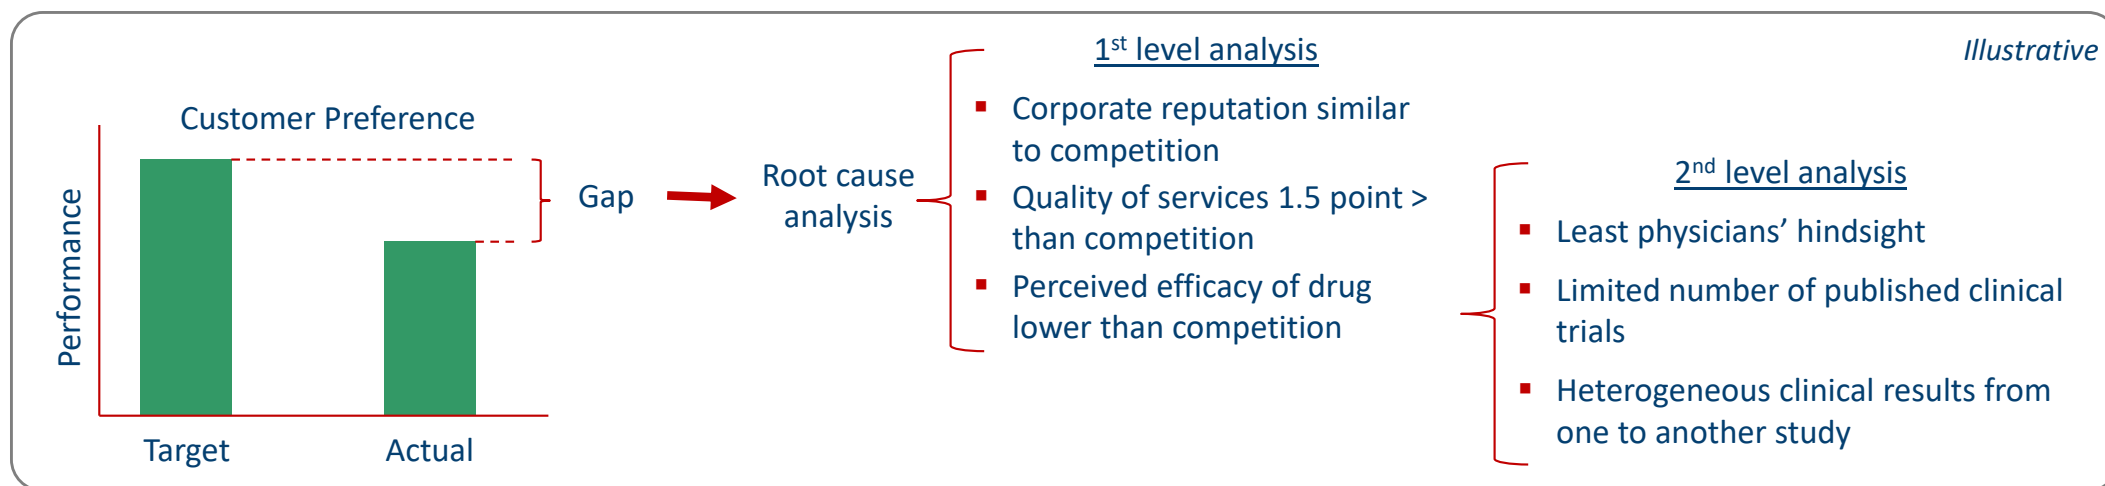 Illustrative
Customer Preference
Performance
Target
Actual
Gap
Root cause
analysis
1st level analysis
▪ Corporate reputation similar
to competition
▪ Quality of services 1.5 point >
than competition
▪ Perceived efficacy of drug
lower than competition
2nd level analysis
▪ Least physicians’ hindsight
▪ Limited number of published clinical
trials
▪ Heterogeneous clinical results from
one to another study